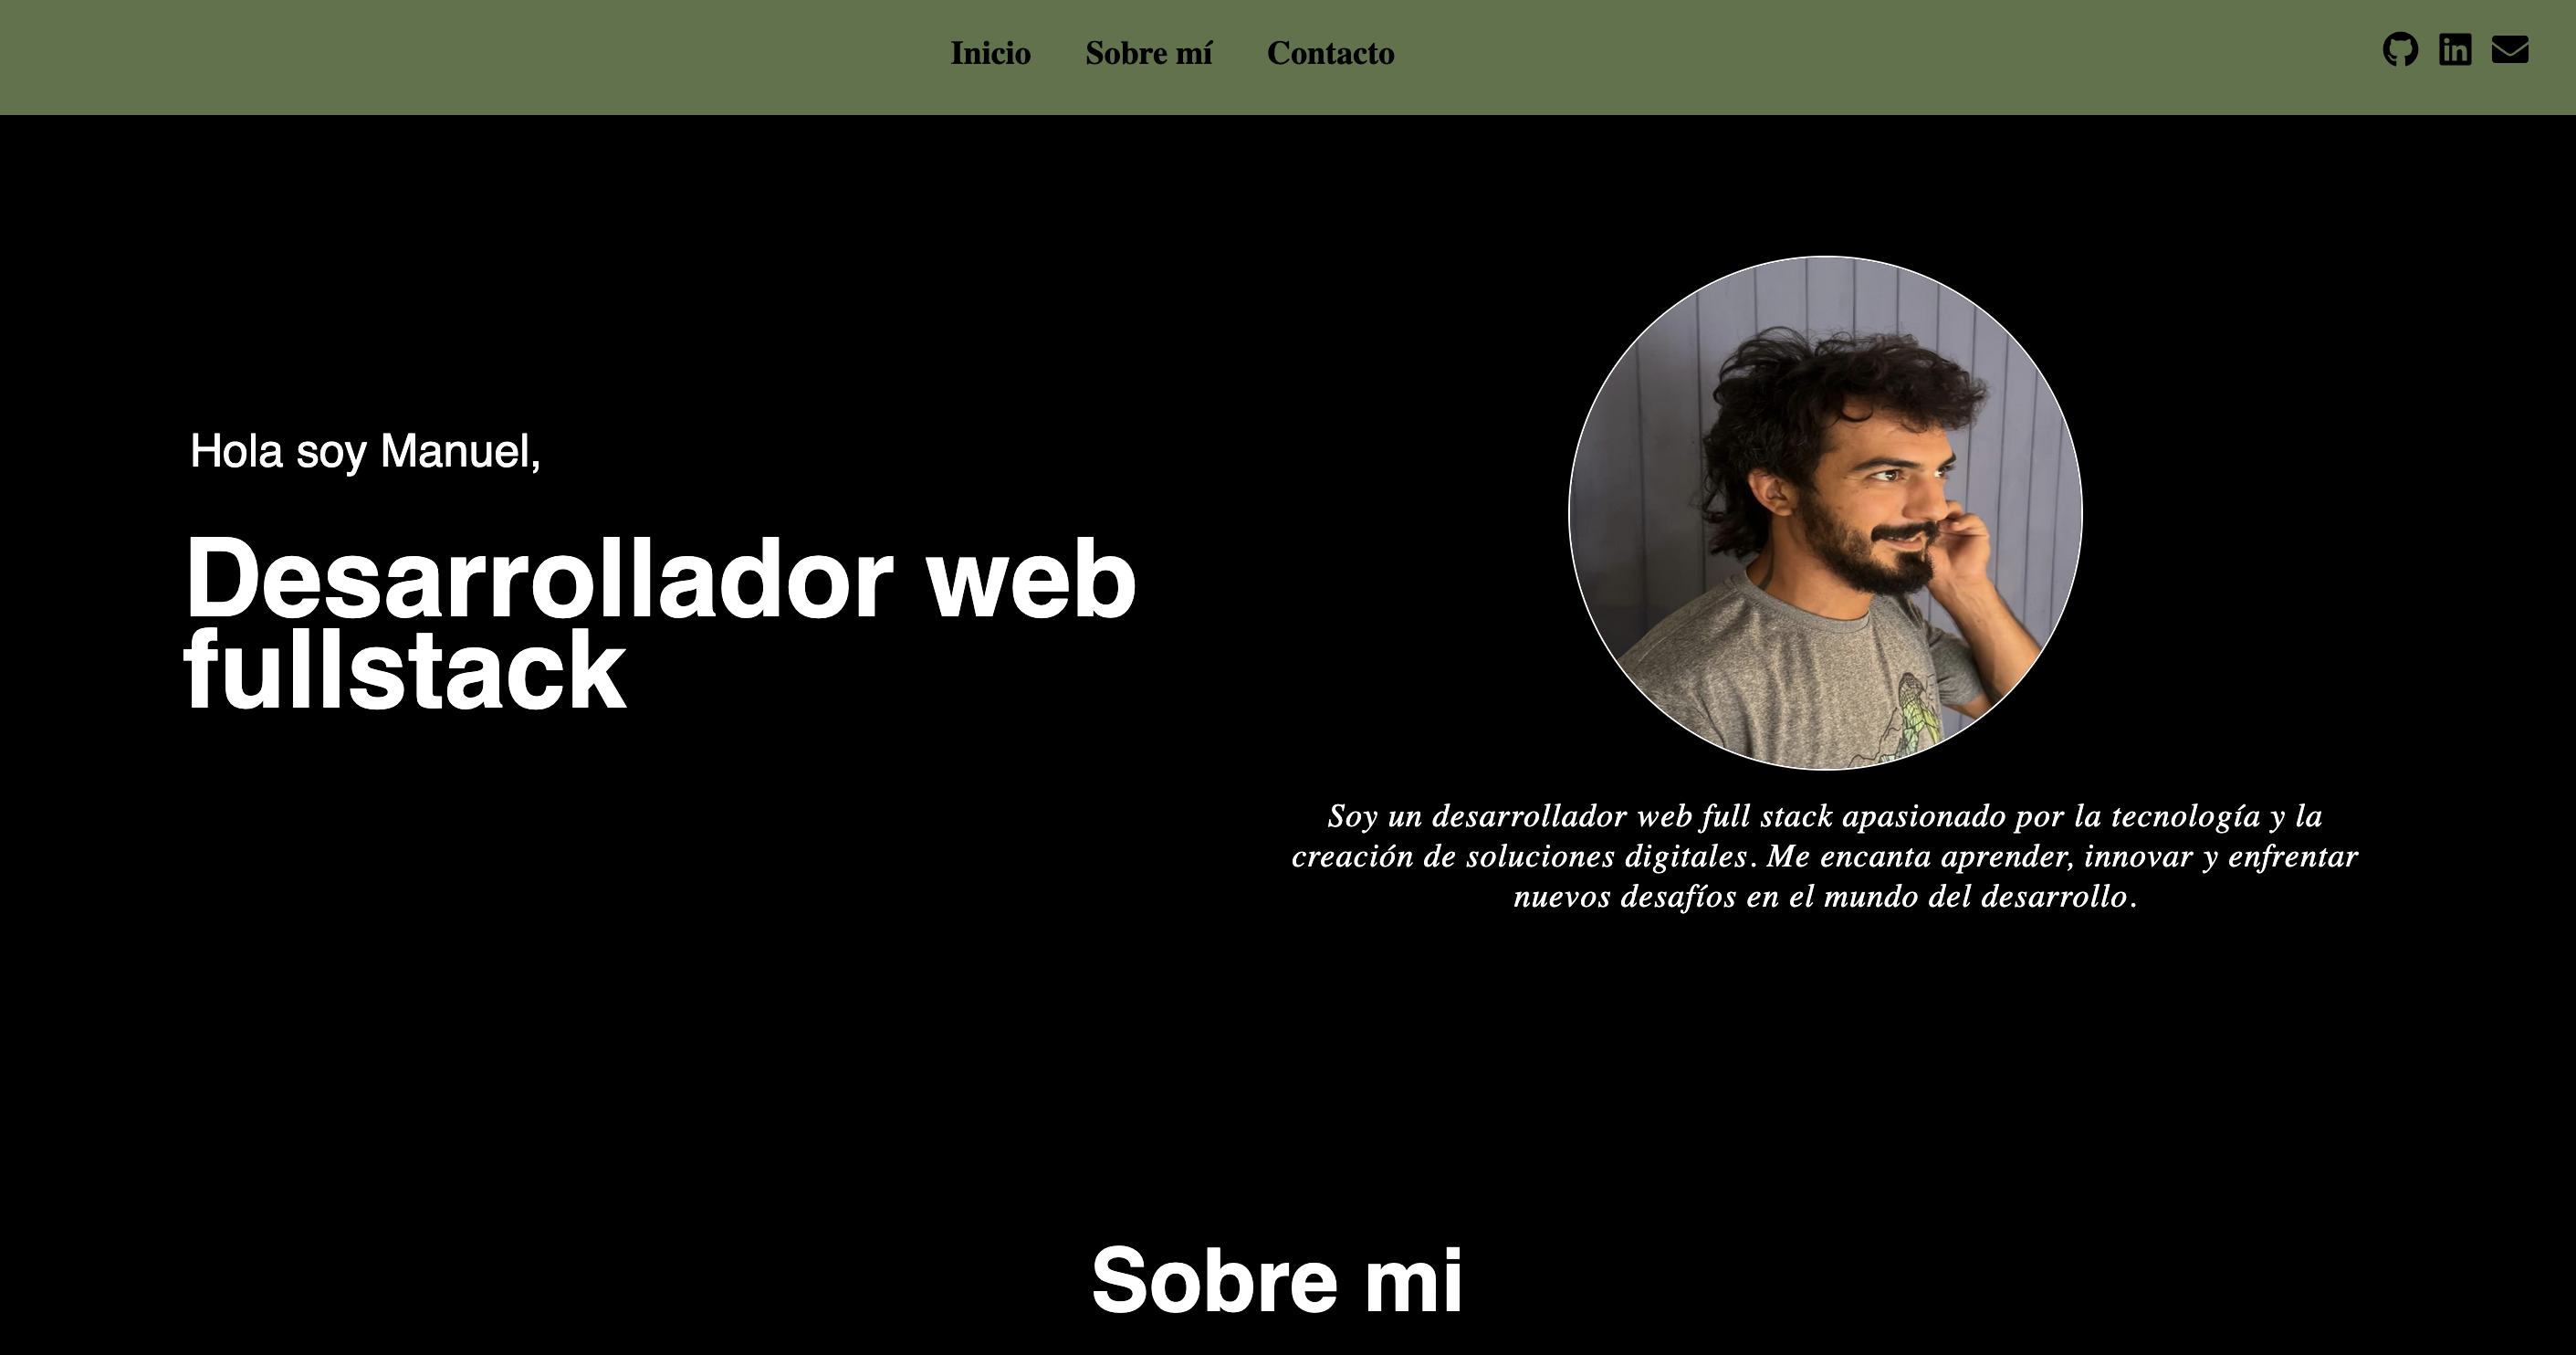 Inicio Sobre mí Contacto
Hola soy Manuel,
Desarrollador web
fullstack
Soy un desarrollador web full stack apasionado por la tecnología y la
creación de soluciones digitales. Me encanta aprender, innovar y enfrentar
nuevos desafíos en el mundo del desarrollo.
Sobre mi